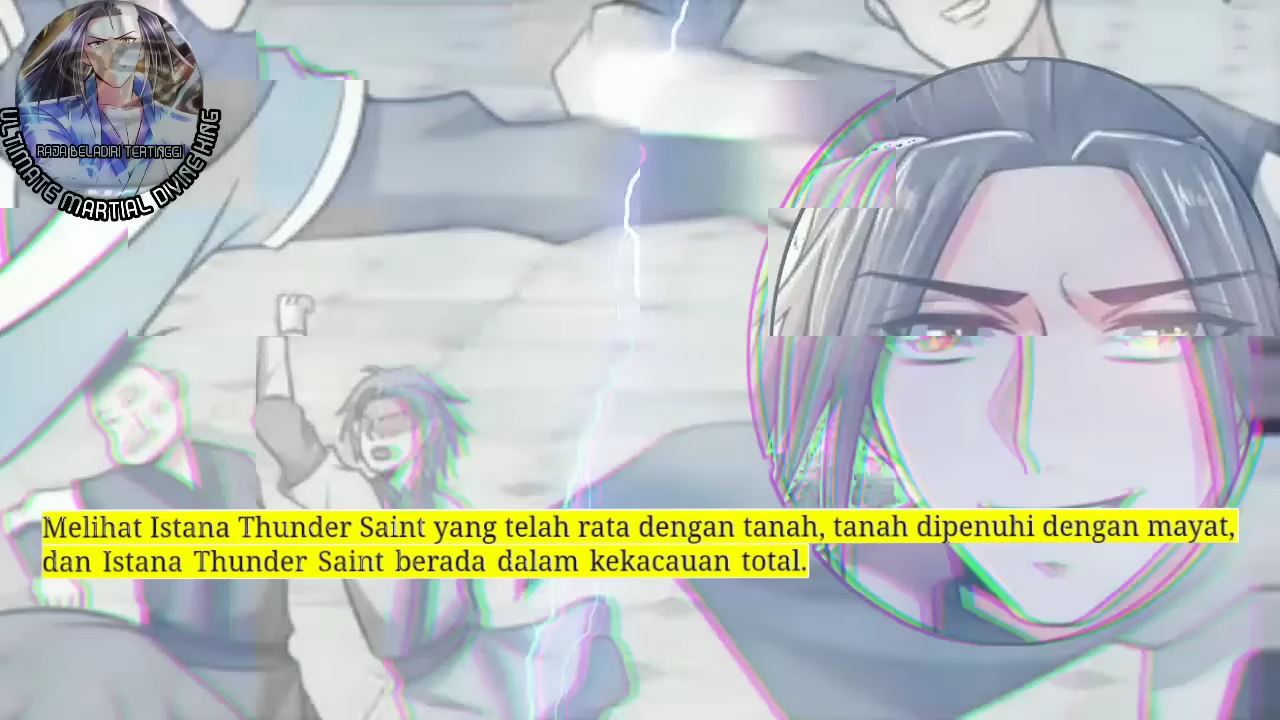 RAJA BELADIRI TERTINGGI
ULTIMATE MARTIAL DIVINE KING
Melihat Istana Thunder Saint yang telah rata dengan tanah, tanah dipenuhi dengan mayat,
dan Istana Thunder Saint berada dalam kekacauan total.